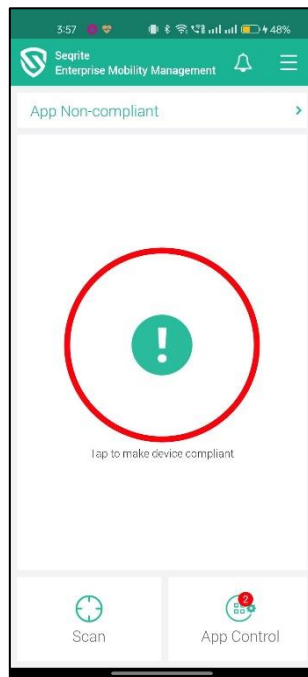 3:57 48%
Seqrite
Enterprise Mobility Management
App Non-compliant
!
Tap to make device compliant
2
Scan
App Control